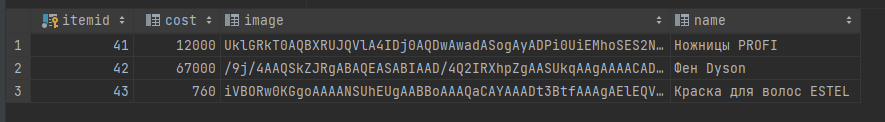 itemid cost image name
1 41 12000 UklGRkT0AQBXRUJQVlA4IDj0AQDwAwadASogAyADPi0UiEMhoSES2N… Ножницы PROFI
2 42 67000 /9j/4AAQSkZJRgABAQEASABIAAD/4Q2IRXhpZgAASUkqAAgAAAACAD… Фен Dyson
3 43 760 iVBORw0KGgoAAAANSUhEUgAABBoAAAQaCAYAAADt3BtfAAAgAElEQV… Краска для волос ESTEL